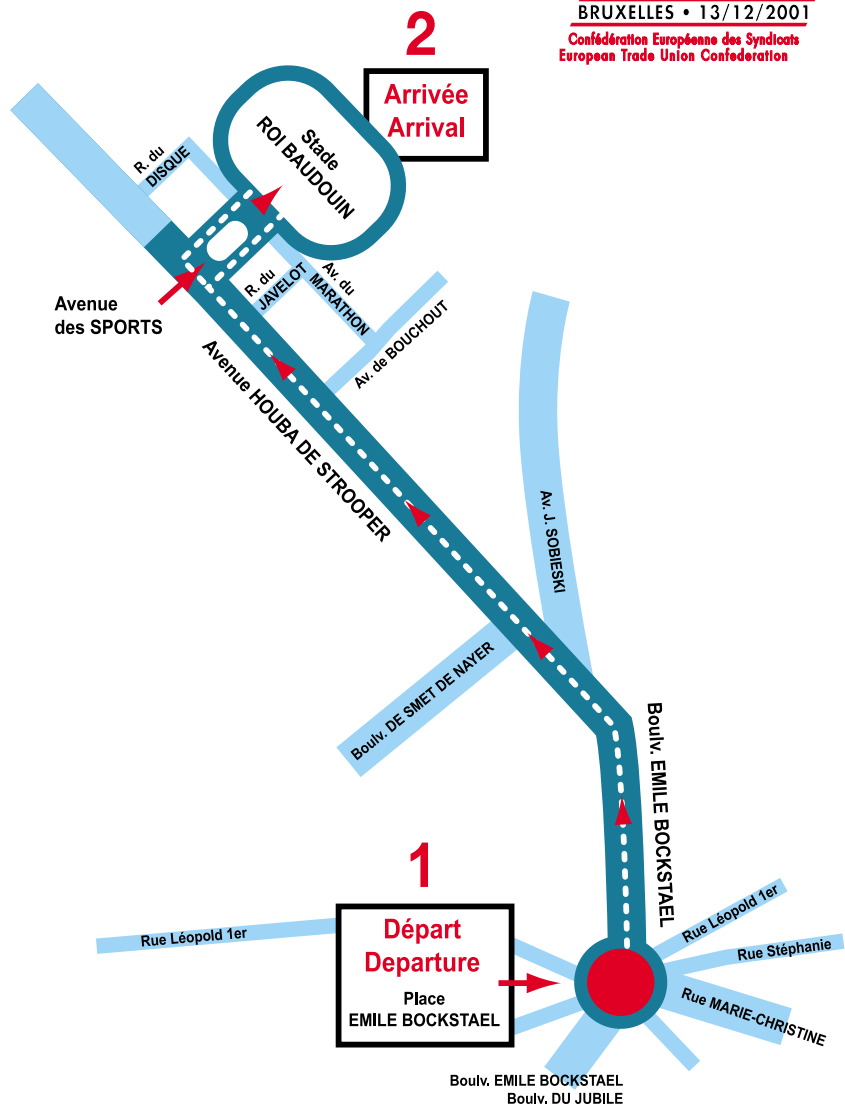 BRUXELLES • 13/12/2001
Confédération Européenne des Syndicats
European Trade Union Confederation
2
Arrivée
Arrival
Stade
ROI BAUDOUIN
R. du
DISQUE
R. du
JAVELOT
Av. du
MARATHON
Avenue
des SPORTS
Av. de BOUCHOUT
Avenue HOUBA DE STROOPER
Av. J. SOBIESKI
Boulv. DE SMET DE NAYER
Boulv. EMILE BOCKSTAEL
1
Départ
Departure
Place
EMILE BOCKSTAEL
Rue Léopold 1er
Rue Léopold 1er
Rue Stéphanie
Rue MARIE-CHRISTINE
Boulv. EMILE BOCKSTAEL
Boulv. DU JUBILE